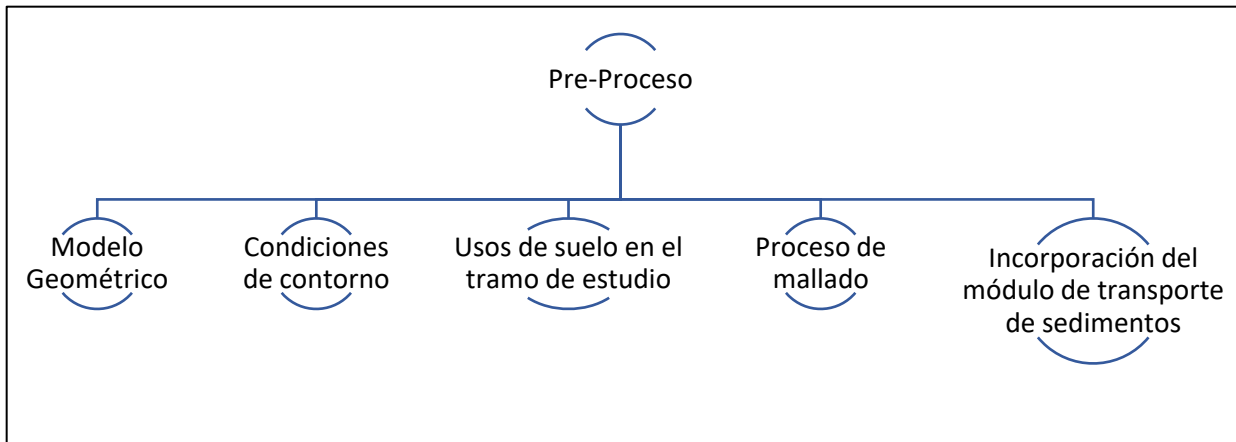 Pre-Proceso
Modelo
Geométrico
Condiciones
de contorno
Usos de suelo en el
tramo de estudio
Proceso de
mallado
Incorporación del
módulo de transporte
de sedimentos